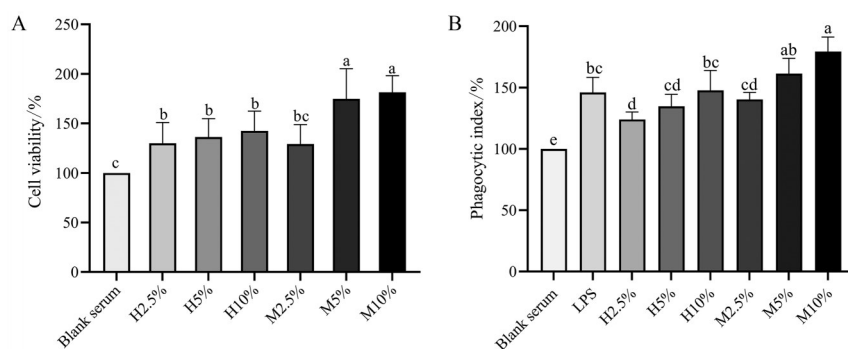 A
Cell viability/%
250
200
150
100
50
0
c
b
b
b
bc
a
a
Blank serum
H2.5%
H5%
H10%
M2.5%
M5%
M10%
B
Phagocytic index/%
200
150
100
50
0
e
bc
d
cd
bc
cd
ab
a
Blank serum
LPS
H2.5%
H5%
H10%
M2.5%
M5%
M10%